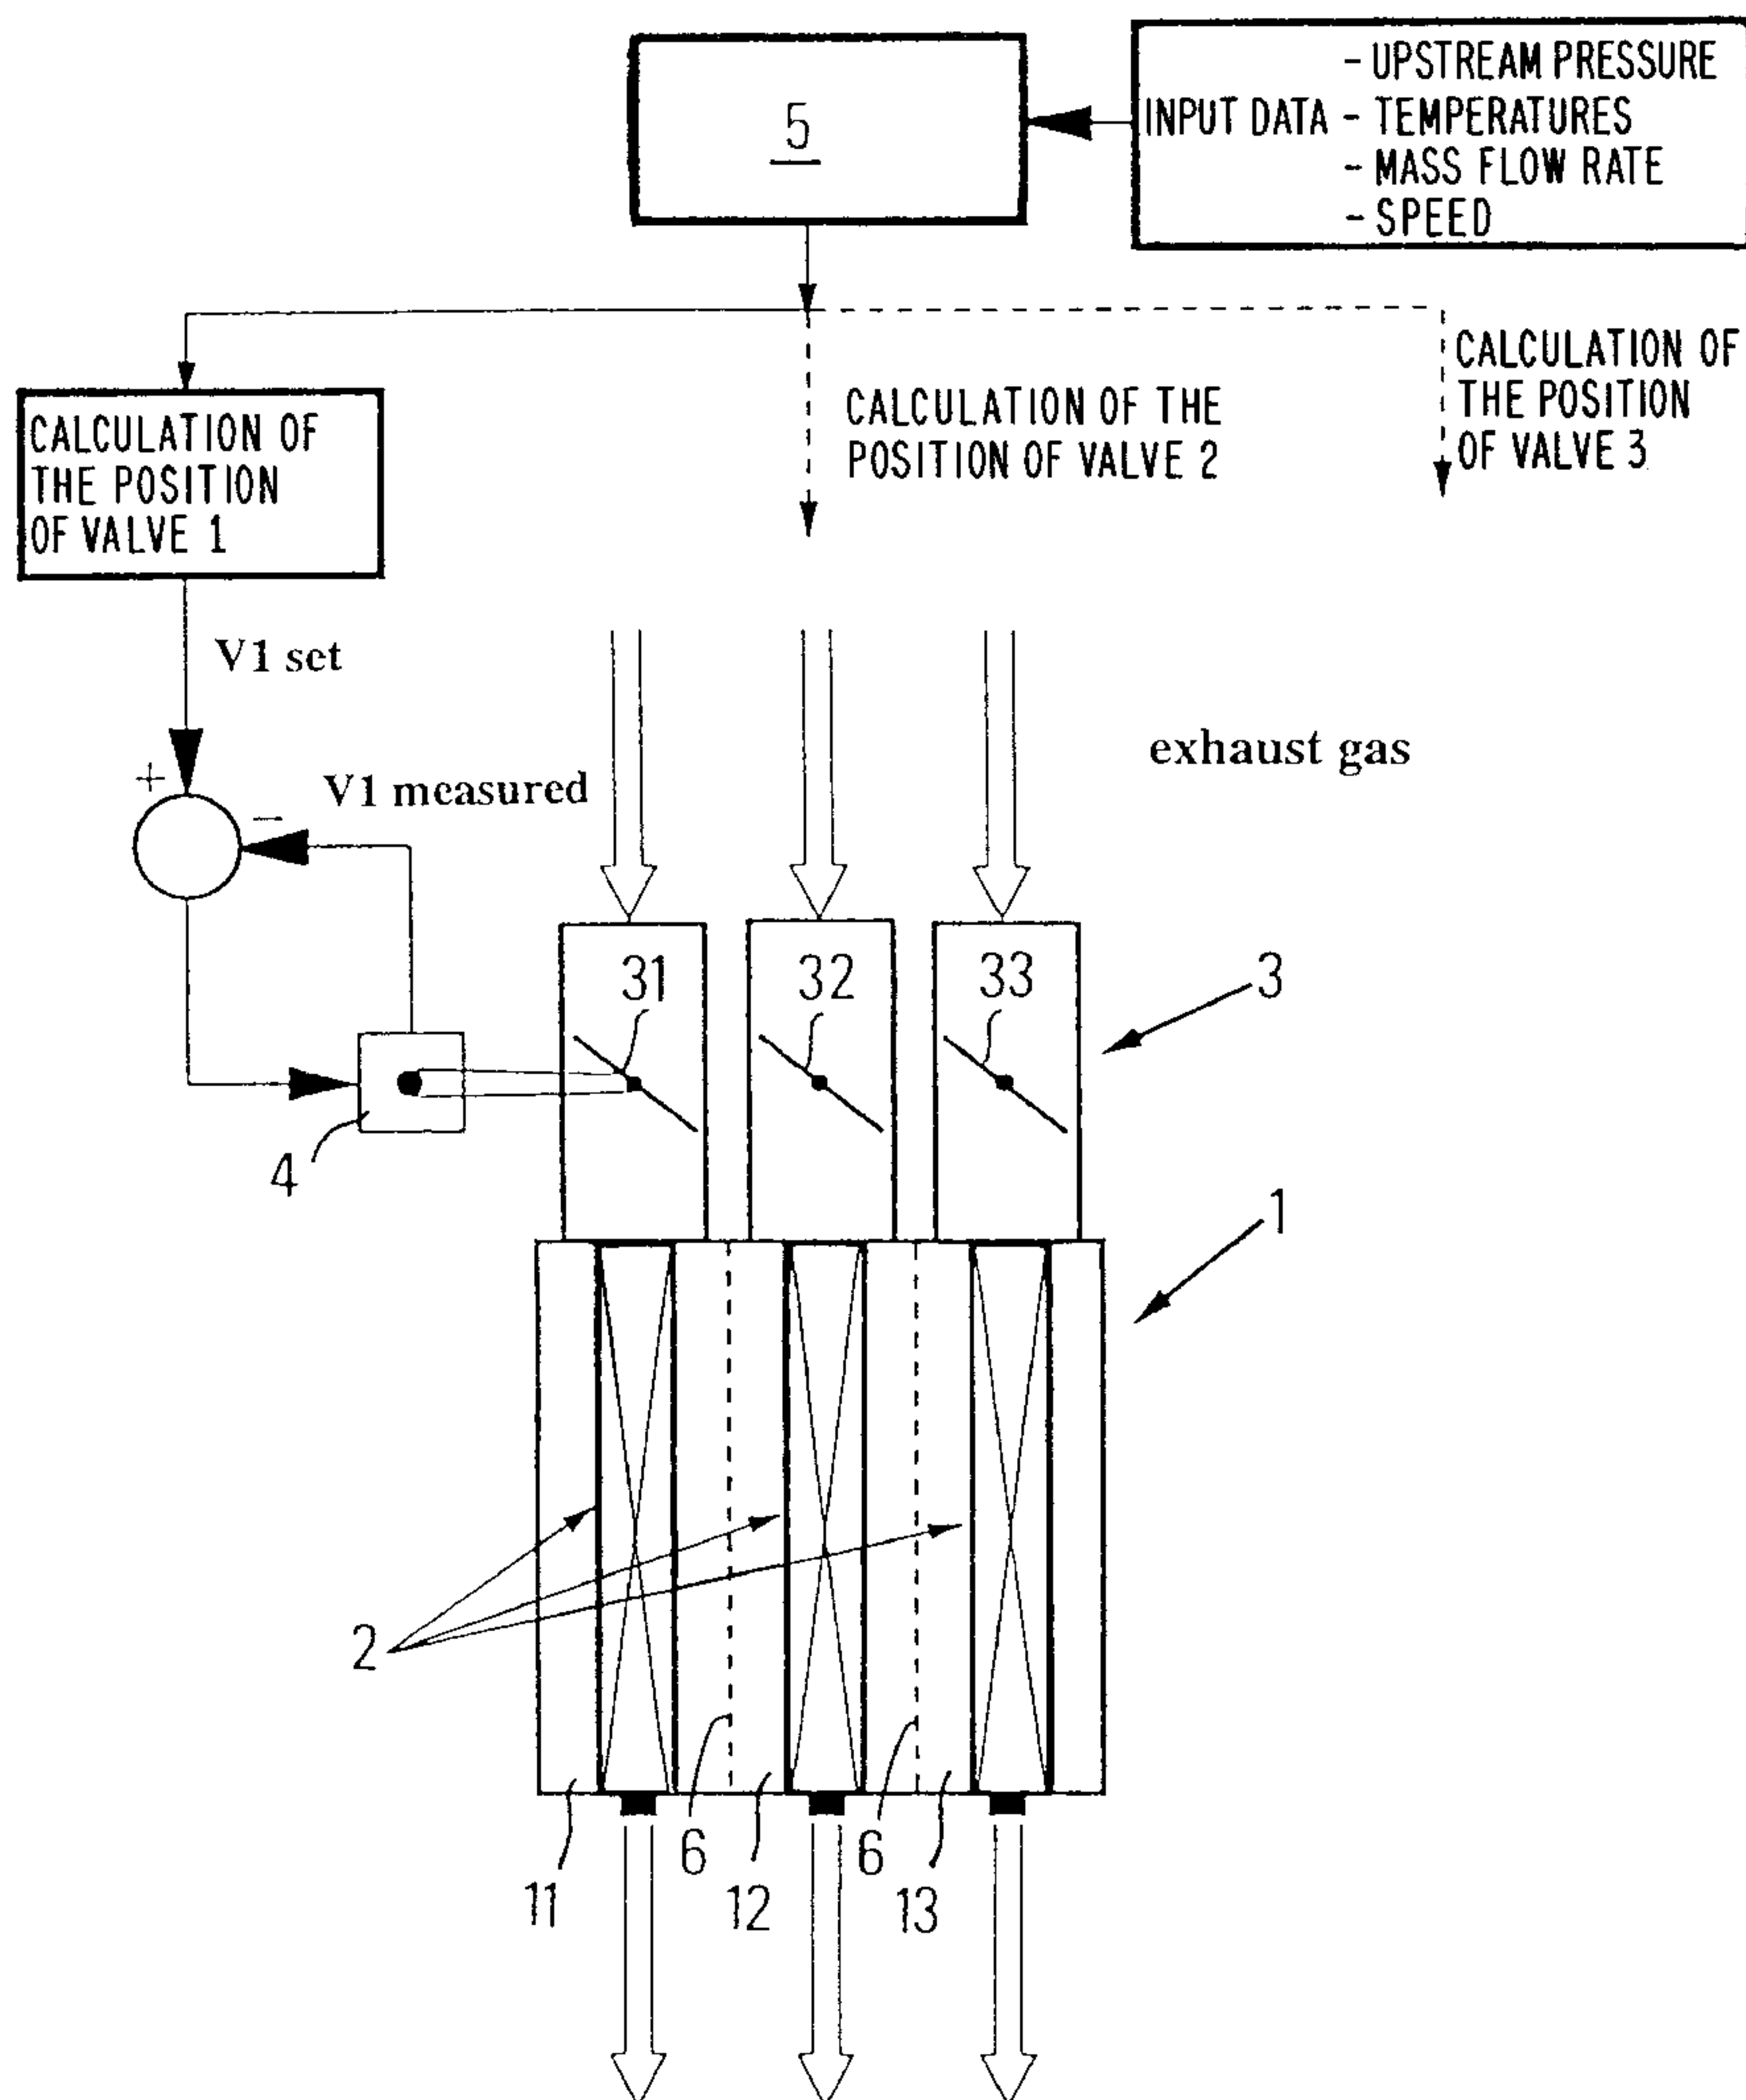 5
- UPSTREAM PRESSURE
INPUT DATA - TEMPERATURES
- MASS FLOW RATE
- SPEED
CALCULATION OF
THE POSITION
OF VALVE 1
CALCULATION OF THE
POSITION OF VALVE 2
CALCULATION OF
THE POSITION
OF VALVE 3
V1 set
+
V1 measured
-
exhaust gas
31
32
33
3
4
1
2
6
6
11
12
13